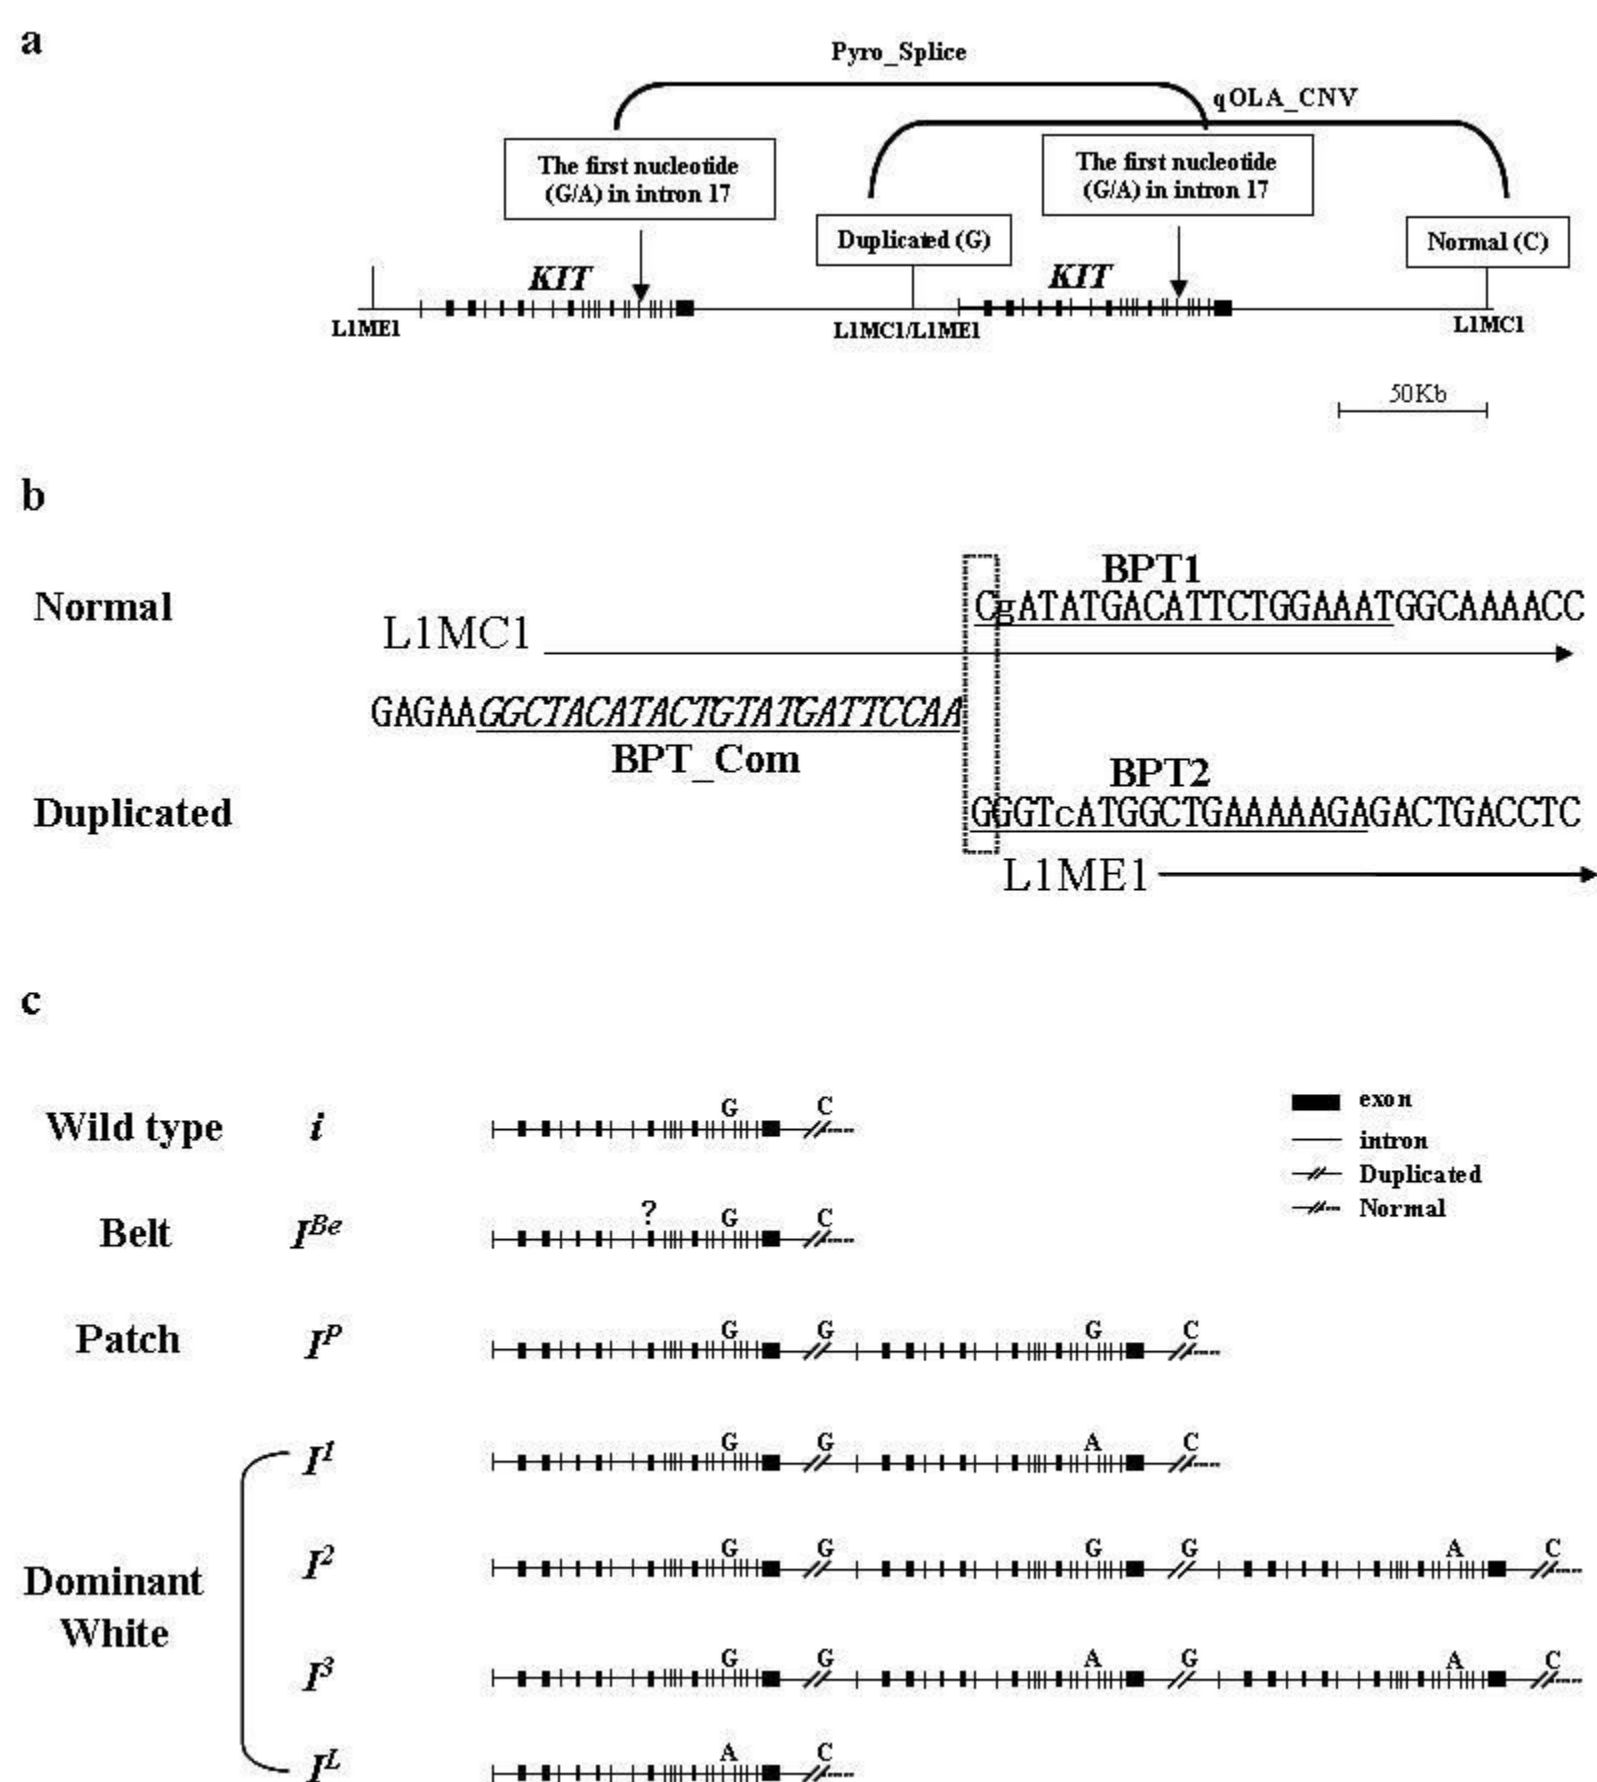 a
Pyro_Splice
qOLA_CNV
The first nucleotide
(G/A) in intron 17
The first nucleotide
(G/A) in intron 17
Duplicated (G)
Normal (C)
KIT
KIT
L1ME1
L1MC1/L1ME1
L1MC1
50Kb
b
BPT1
Normal
CgATATGACATTCTGGAAATGGCAAAACC
L1MC1
GAGAAGGCTACATACTGTATGATTCCAA
BPT_Com
BPT2
Duplicated
GGGTcATGGCTGAAAAAGAGACTGACCTC
L1ME1
c
Wild type i G C
exon
intron
Duplicated
Normal
Belt I^Be ? G C
Patch I^P G G G C
I^1 G G A C
Dominant
White
I^2 G G G G A C
I^3 G G A G A C
I^L A C